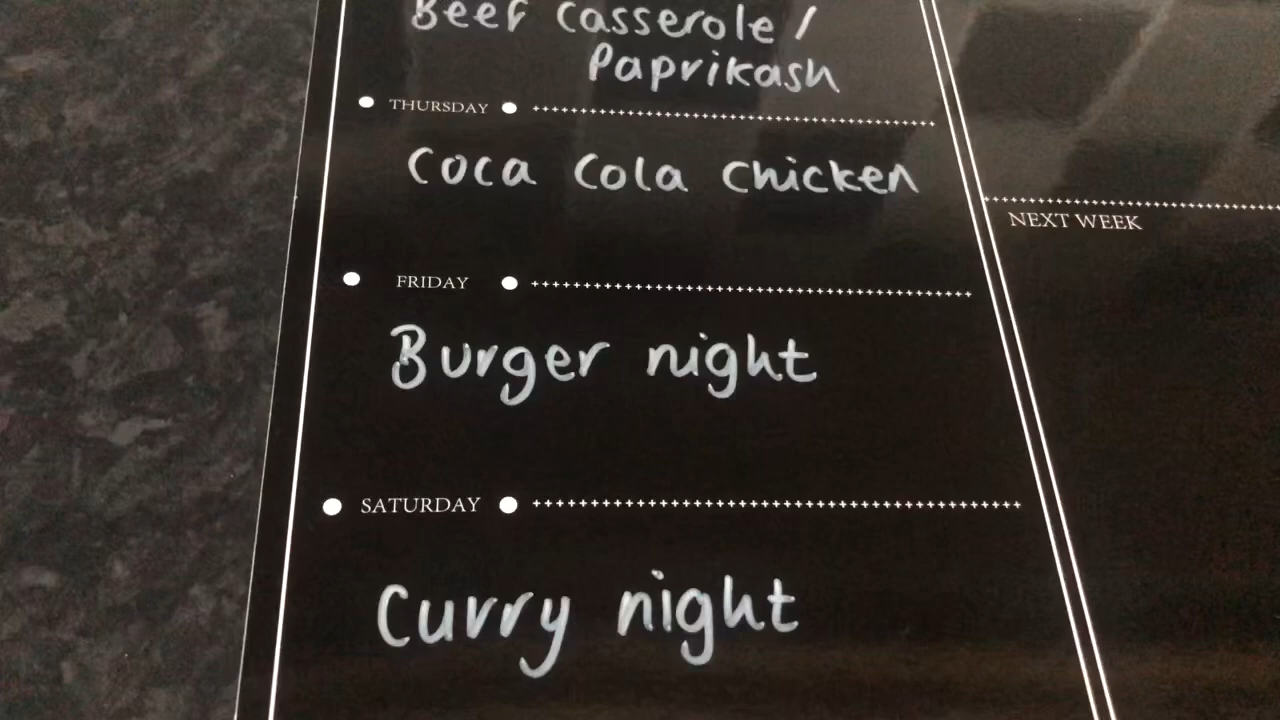 Beef Casserole /
Paprikash
THURSDAY
Coca Cola Chicken
NEXT WEEK
FRIDAY
Burger night
SATURDAY
Curry night